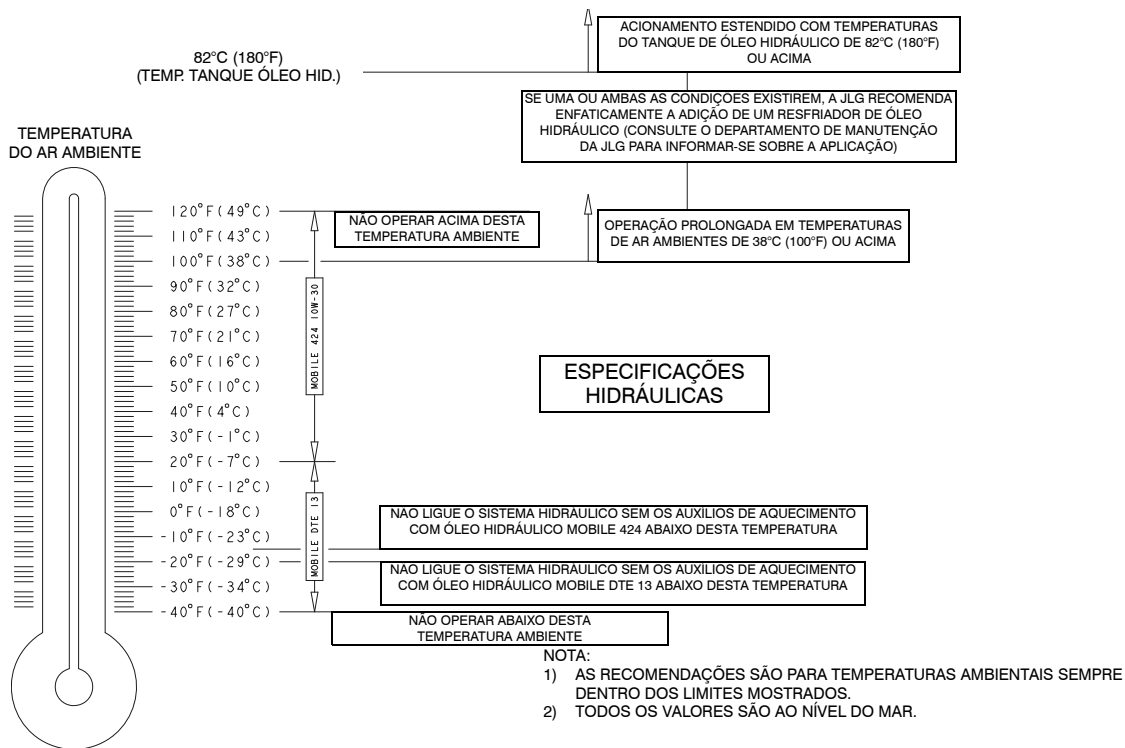 82°C (180°F)
(TEMP. TANQUE ÓLEO HID.)
ACIONAMENTO ESTENDIDO COM TEMPERATURAS
DO TANQUE DE ÓLEO HIDRÁULICO DE 82°C (180°F)
OU ACIMA
SE UMA OU AMBAS AS CONDIÇÕES EXISTIREM, A JLG RECOMENDA
ENFATICAMENTE A ADIÇÃO DE UM RESFRIADOR DE ÓLEO
HIDRÁULICO (CONSULTE O DEPARTAMENTO DE MANUTENÇÃO
DA JLG PARA INFORMAR-SE SOBRE A APLICAÇÃO)
TEMPERATURA
DO AR AMBIENTE
120°F(49°C)
110°F(43°C)
100°F(38°C)
90°F(32°C)
80°F(27°C)
70°F(21°C)
60°F(16°C)
50°F(10°C)
40°F(4°C)
30°F(-1°C)
20°F(-7°C)
10°F(-12°C)
0°F(-18°C)
-10°F(-23°C)
-20°F(-29°C)
-30°F(-34°C)
-40°F(-40°C)
MOBILE 424 10W-30
MOBILE DTE 13
NÃO OPERAR ACIMA DESTA
TEMPERATURA AMBIENTE
OPERAÇÃO PROLONGADA EM TEMPERATURAS
DE AR AMBIENTES DE 38°C (100°F) OU ACIMA
ESPECIFICAÇÕES
HIDRÁULICAS
NÃO LIGUE O SISTEMA HIDRÁULICO SEM OS AUXÍLIOS DE AQUECIMENTO
COM ÓLEO HIDRÁULICO MOBILE 424 ABAIXO DESTA TEMPERATURA
NÃO LIGUE O SISTEMA HIDRÁULICO SEM OS AUXÍLIOS DE AQUECIMENTO
COM ÓLEO HIDRÁULICO MOBILE DTE 13 ABAIXO DESTA TEMPERATURA
NÃO OPERAR ABAIXO DESTA
TEMPERATURA AMBIENTE
NOTA:
1) AS RECOMENDAÇÕES SÃO PARA TEMPERATURAS AMBIENTAIS SEMPRE
DENTRO DOS LIMITES MOSTRADOS.
2) TODOS OS VALORES SÃO AO NÍVEL DO MAR.